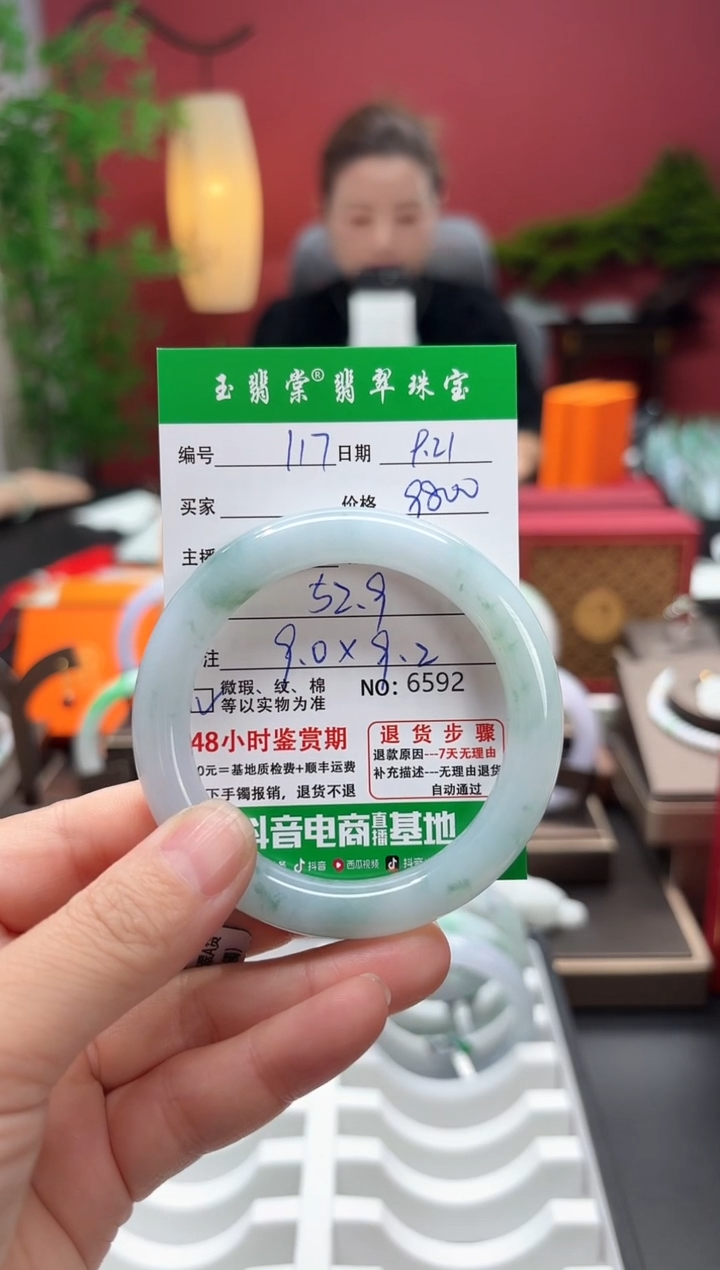 玉翡棠®翡翠珠宝
编号 117 日期 9.21
买家 价格 9800
主播
52.9
注 9.0×9.2
微瑕、纹、棉 NO: 6592
等以实物为准
48小时鉴赏期
0元=基地质检费+顺丰运费
下手镯报销，退货不退
退货步骤
退款原因---7天无理由
补充描述---无理由退货
自动通过
抖音电商直播基地
抖音 西瓜视频 抖音